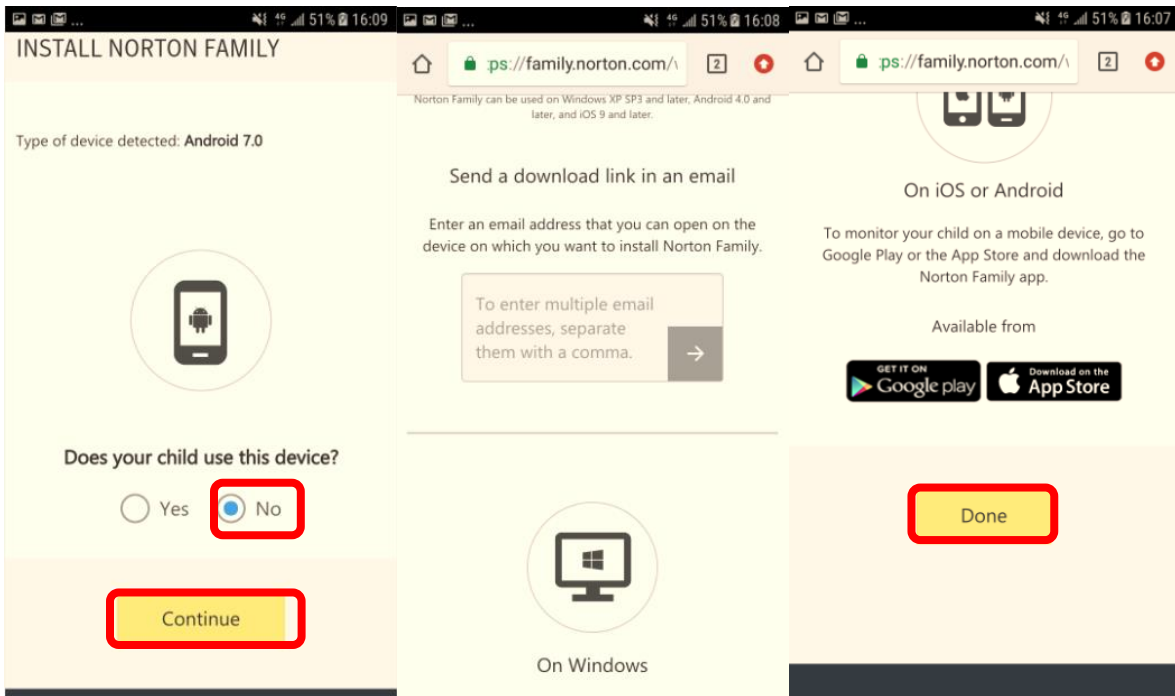 ... 4G 51% 16:09
INSTALL NORTON FAMILY
Type of device detected: Android 7.0
Does your child use this device?
Yes No
Continue
... 4G 51% 16:08
ps://family.norton.com/ 2
Norton Family can be used on Windows XP SP3 and later, Android 4.0 and
later, and iOS 9 and later.
Send a download link in an email
Enter an email address that you can open on the
device on which you want to install Norton Family.
To enter multiple email
addresses, separate
them with a comma.
On Windows
... 4G 51% 16:07
ps://family.norton.com/ 2
On iOS or Android
To monitor your child on a mobile device, go to
Google Play or the App Store and download the
Norton Family app.
Available from
GET IT ON
Google play
Download on the
App Store
Done